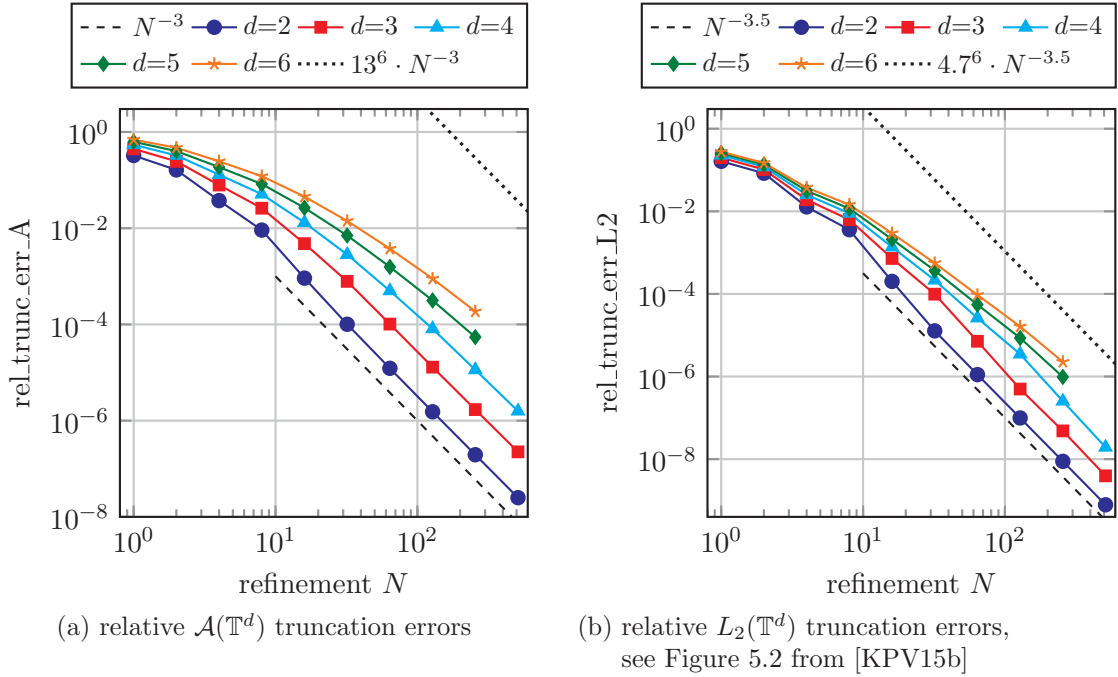 N^{-3} d=2 d=3 d=4
d=5 d=6 13^6 · N^{-3}
10^0
10^{-2}
10^{-4}
10^{-6}
10^{-8}
rel_trunc_err_A
10^0 10^1 10^2
refinement N
(a) relative 𝒜(𝕋^d) truncation errors
N^{-3.5} d=2 d=3 d=4
d=5 d=6 4.7^6 · N^{-3.5}
10^0
10^{-2}
10^{-4}
10^{-6}
10^{-8}
rel_trunc_err_L2
10^0 10^1 10^2
refinement N
(b) relative L_2(𝕋^d) truncation errors,
see Figure 5.2 from [KPV15b]